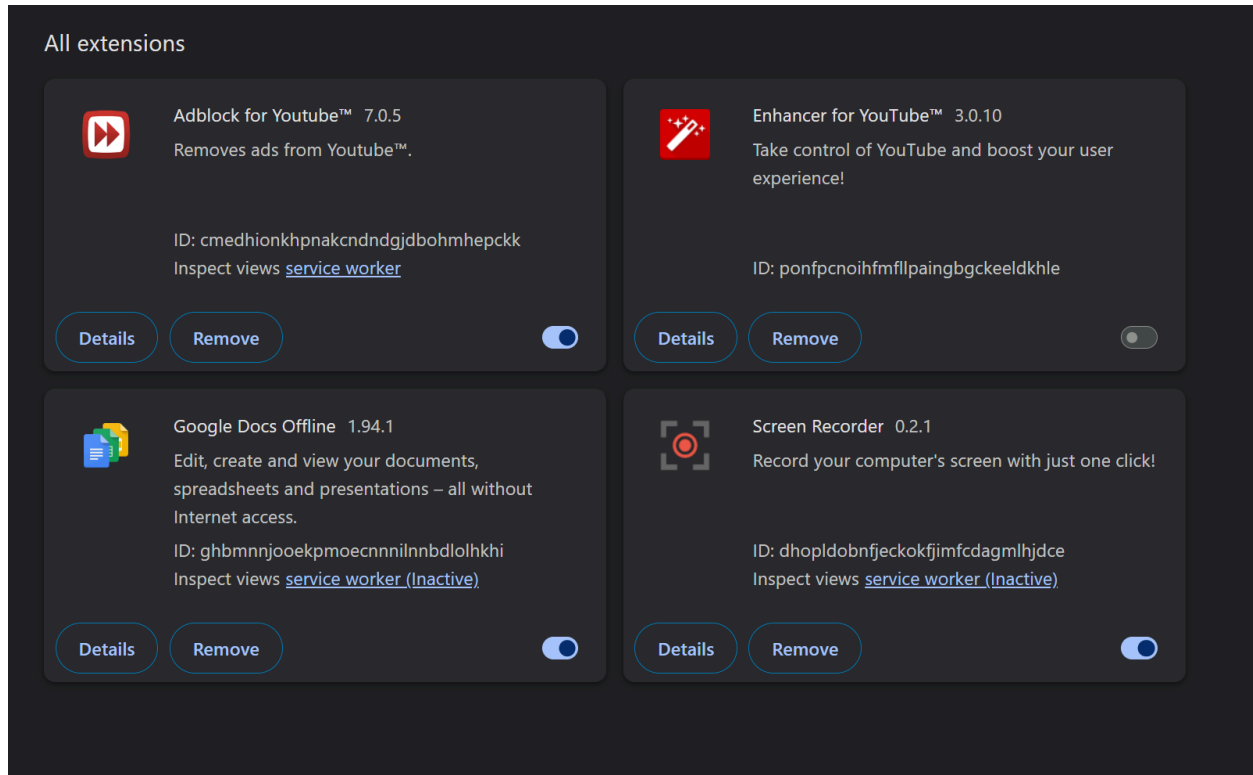 All extensions
Adblock for Youtube™ 7.0.5
Removes ads from Youtube™.
ID: cmedhionkhpnakcndndgjdbohmhepckk
Inspect views service worker
Details
Remove
Enhancer for YouTube™ 3.0.10
Take control of YouTube and boost your user
experience!
ID: ponfpcnoihfmfllpaingbgckeeldkhle
Details
Remove
Google Docs Offline 1.94.1
Edit, create and view your documents,
spreadsheets and presentations – all without
Internet access.
ID: ghbmnnjooekpmoecnnnilnnbdlolhkhi
Inspect views service worker (Inactive)
Details
Remove
Screen Recorder 0.2.1
Record your computer's screen with just one click!
ID: dhopldobnfjeckokfjimfcdagmlhjdce
Inspect views service worker (Inactive)
Details
Remove